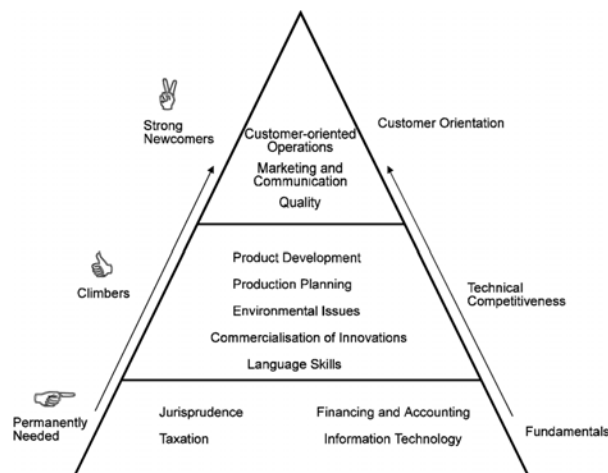 Strong
Newcomers
Customer Orientation
Customer-oriented
Operations
Marketing and
Communication
Quality
Climbers
Product Development
Production Planning
Environmental Issues
Commercialisation of Innovations
Language Skills
Technical
Competitiveness
Permanently
Needed
Jurisprudence
Financing and Accounting
Taxation
Information Technology
Fundamentals